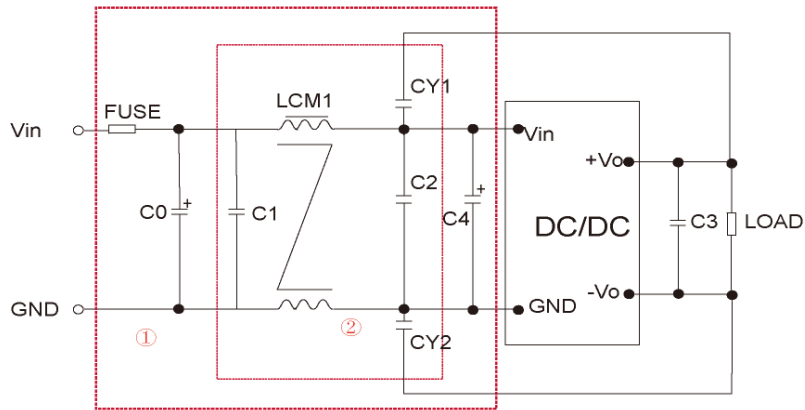 CY1
FUSE
LCM1
Vin
Vin
+Vo
C2
C0
+
C1
C4
+
DC/DC
C3
LOAD
-Vo
GND
GND
①
②
CY2